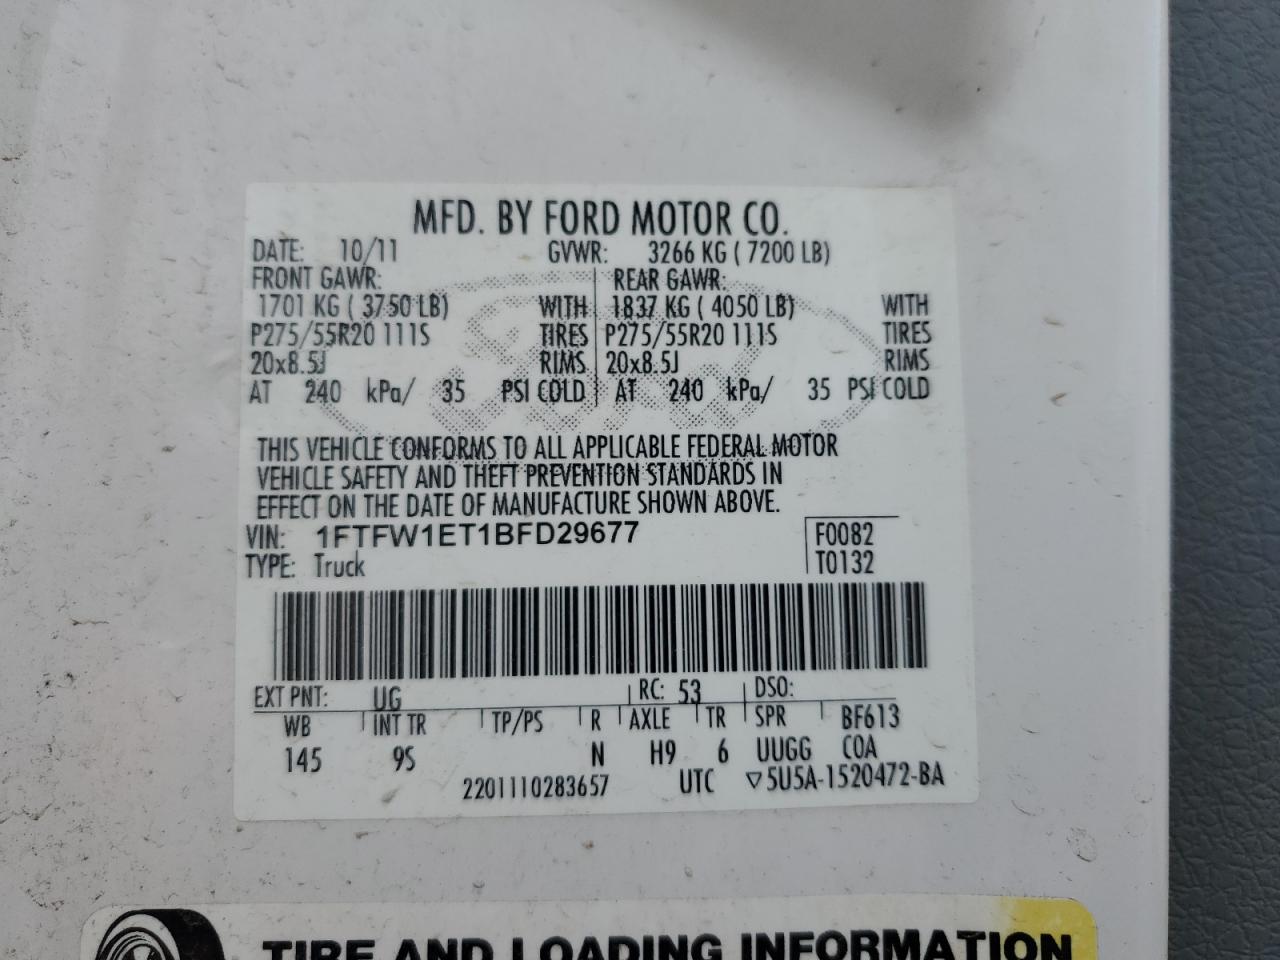 MFD. BY FORD MOTOR CO.
DATE: 10/11 GVWR: 3266 KG ( 7200 LB)
FRONT GAWR: REAR GAWR:
1701 KG ( 3750 LB) WITH 1837 KG ( 4050 LB) WITH
P275/55R20 111S TIRES P275/55R20 111S TIRES
20x8.5J RIMS 20x8.5J RIMS
AT 240 kPa/ 35 PSI COLD AT 240 kPa/ 35 PSI COLD
THIS VEHICLE CONFORMS TO ALL APPLICABLE FEDERAL MOTOR
VEHICLE SAFETY AND THEFT PREVENTION STANDARDS IN
EFFECT ON THE DATE OF MANUFACTURE SHOWN ABOVE.
VIN: 1FTFW1ET1BFD29677 F0082
TYPE: Truck T0132
EXT PNT: UG RC: 53 DSO:
WB INT TR TP/PS R AXLE TR SPR BF613
145 9S N H9 6 UUGG COA
2201110283657 UTC ▽5U5A-1520472-BA
TIRE AND LOADING INFORMATION